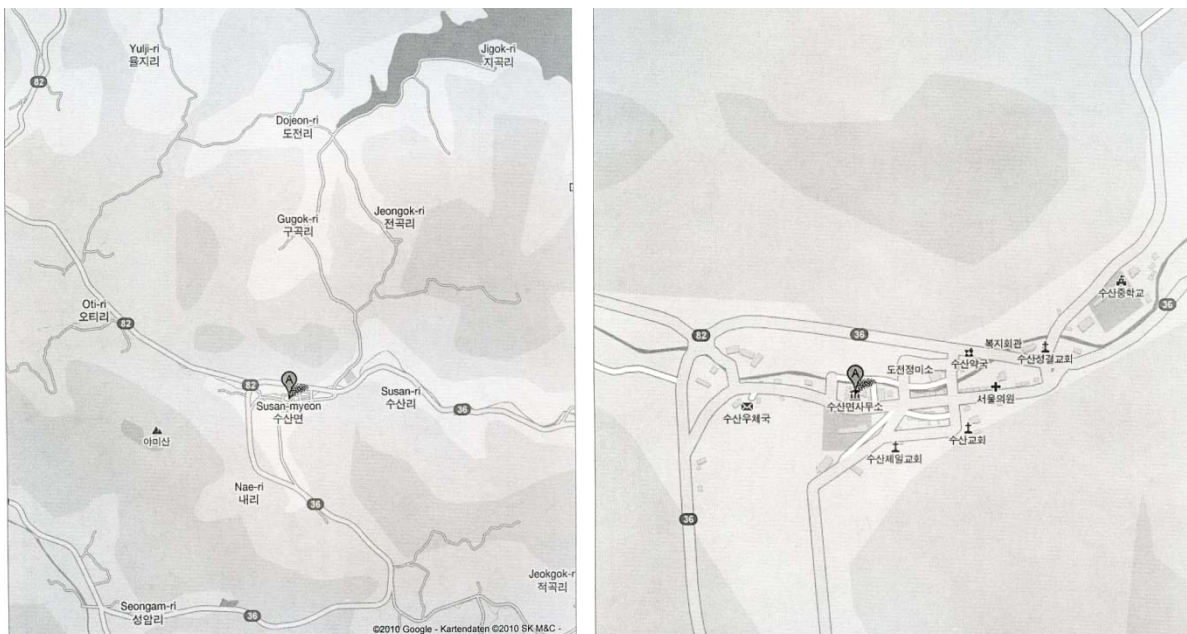 Yulji-ri
율지리
82
Jigok-ri
지곡리
Dojeon-ri
도전리
Gugok-ri
구곡리
Jeongok-ri
전곡리
D
Oti-ri
오티리
82
82
A
Susan-myeon
수산면
Susan-ri
수산리
36
야미산
Nae-ri
내리
36
Jeokgok-r
적곡리
Seongam-ri
성암리
36
©2010 Google - Kartendaten ©2010 SK M&C -
수산중학교
36
82
36
복지회관
수산약국
수산성결교회
A
도전정미소
서울의원
수산면사무소
수산우체국
수산교회
수산제일교회
36